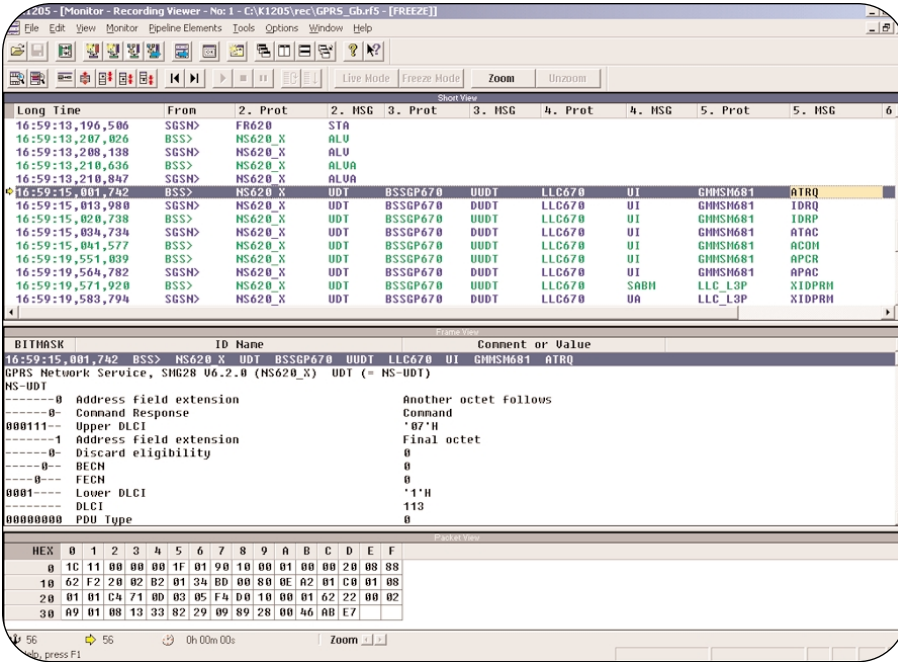 1205 - [Monitor - Recording Viewer - No: 1 - C:\K1205\rec\GPRS_Gb.rf5 - [FREEZE]]
File Edit View Monitor Pipeline Elements Tools Options Window Help
Live Mode Freeze Mode Zoom Unzoom
Short View
Long Time From 2. Prot 2. MSG 3. Prot 3. MSG 4. Prot 4. MSG 5. Prot 5. MSG 6
16:59:13,196,506 SGSN> FR620 STA
16:59:13,207,026 BSS> NS620_X ALV
16:59:13,208,138 SGSN> NS620_X ALV
16:59:13,210,636 BSS> NS620_X ALVA
16:59:13,210,847 SGSN> NS620_X ALVA
16:59:15,001,742 BSS> NS620_X UDT BSSGP670 UUDT LLC670 UI GMMSM681 ATRQ
16:59:15,013,980 SGSN> NS620_X UDT BSSGP670 DUDT LLC670 UI GMMSM681 IDRQ
16:59:15,020,738 BSS> NS620_X UDT BSSGP670 UUDT LLC670 UI GMMSM681 IDRP
16:59:15,034,734 SGSN> NS620_X UDT BSSGP670 DUDT LLC670 UI GMMSM681 ATAC
16:59:15,041,577 BSS> NS620_X UDT BSSGP670 UUDT LLC670 UI GMMSM681 ACOM
16:59:19,551,039 BSS> NS620_X UDT BSSGP670 UUDT LLC670 UI GMMSM681 APCR
16:59:19,564,782 SGSN> NS620_X UDT BSSGP670 DUDT LLC670 UI GMMSM681 APAC
16:59:19,571,920 BSS> NS620_X UDT BSSGP670 UUDT LLC670 SABM LLC_L3P XIDPRM
16:59:19,583,794 SGSN> NS620_X UDT BSSGP670 DUDT LLC670 UA LLC_L3P XIDPRM
Frame View
BITMASK ID Name Comment or Value
16:59:15,001,742 BSS> NS620_X UDT BSSGP670 UUDT LLC670 UI GMMSM681 ATRQ
GPRS Network Service, SMG28 V6.2.0 (NS620_X) UDT (= NS-UDT)
NS-UDT
-------0 Address field extension Another octet follows
------0- Command Response Command
000111-- Upper DLCI '07'H
-------1 Address field extension Final octet
------0- Discard eligibility 0
-----0-- BECN 0
----0--- FECN 0
0001---- Lower DLCI '1'H
-------- DLCI 113
00000000 PDU Type 0
Packet View
HEX 0 1 2 3 4 5 6 7 8 9 A B C D E F
0 1C 11 00 00 00 1F 01 90 10 00 01 00 00 20 08 88
10 62 F2 20 02 B2 01 34 BD 00 80 0E A2 01 C0 01 08
20 01 01 C4 71 0D 03 05 F4 D0 10 00 01 62 22 00 02
30 A9 01 08 13 33 82 29 09 89 28 00 46 AB E7
56 56 0h 00m 00s Zoom
elp, press F1